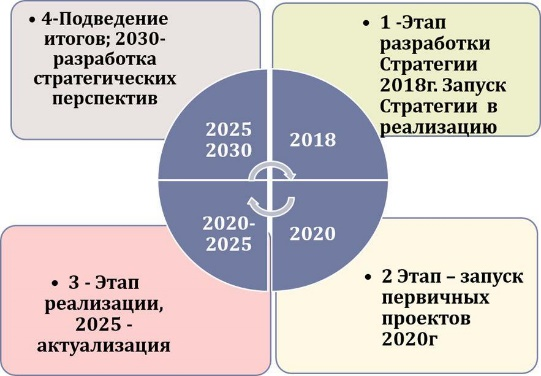 4-Подведение
итогов; 2030-
разработка
стратегических
перспектив
1 -Этап
разработки
Стратегии
2018г. Запуск
Стратегии в
реализацию
2025
2030
2018
2020-
2025
2020
3 - Этап
реализации,
2025 -
актуализация
2 Этап – запуск
первичных
проектов
2020г